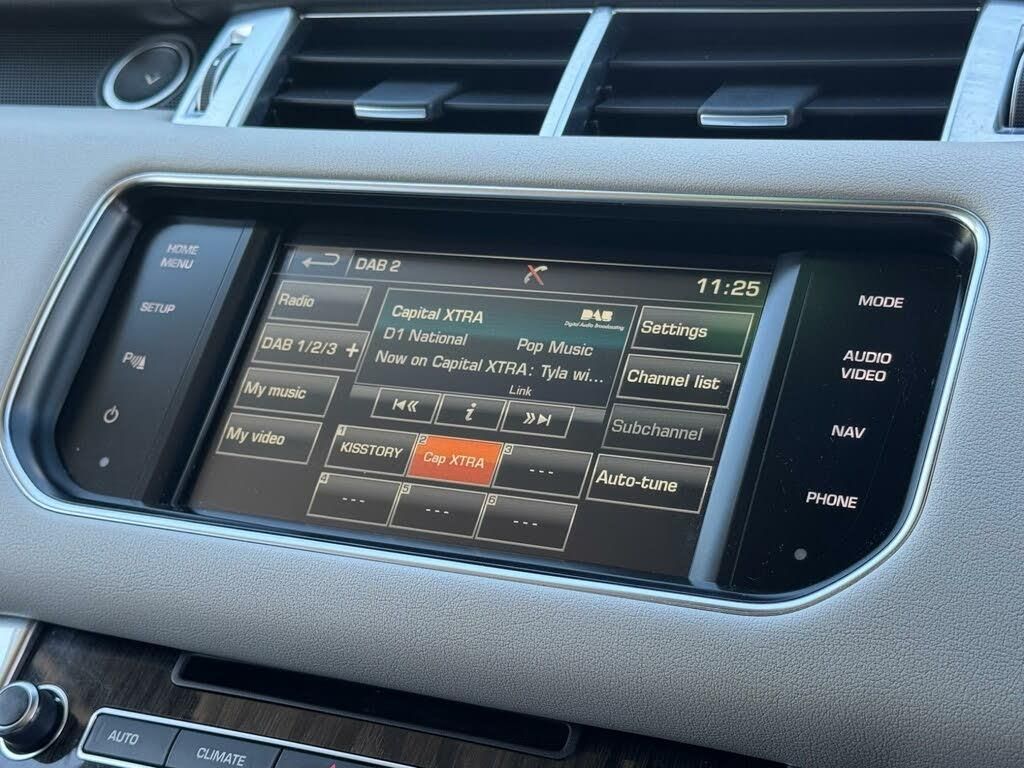 HOME
MENU
SETUP
P
DAB 2
11:25
Radio
DAB 1/2/3 +
My music
My video
Capital XTRA
DAB
Digital Audio Broadcasting
D1 National
Pop Music
Now on Capital XTRA: Tyla wi...
Link
i
1 KISSTORY
2 Cap XTRA
3 ---
4 ---
5 ---
6 ---
Settings
Channel list
Subchannel
Auto-tune
MODE
AUDIO
VIDEO
NAV
PHONE
AUTO
CLIMATE